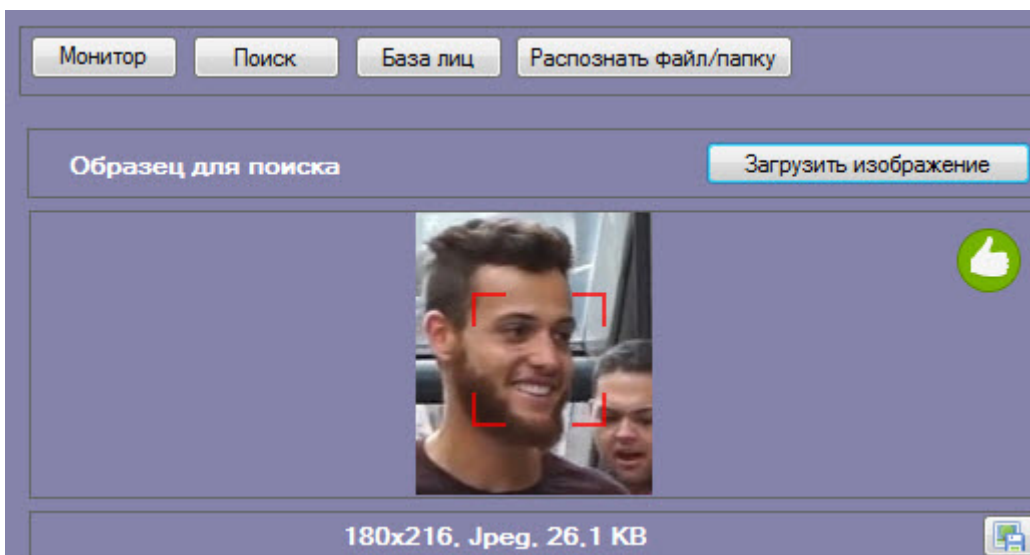 Монитор Поиск База лиц Распознать файл/папку
Образец для поиска Загрузить изображение
180x216, Jpeg, 26,1 KB